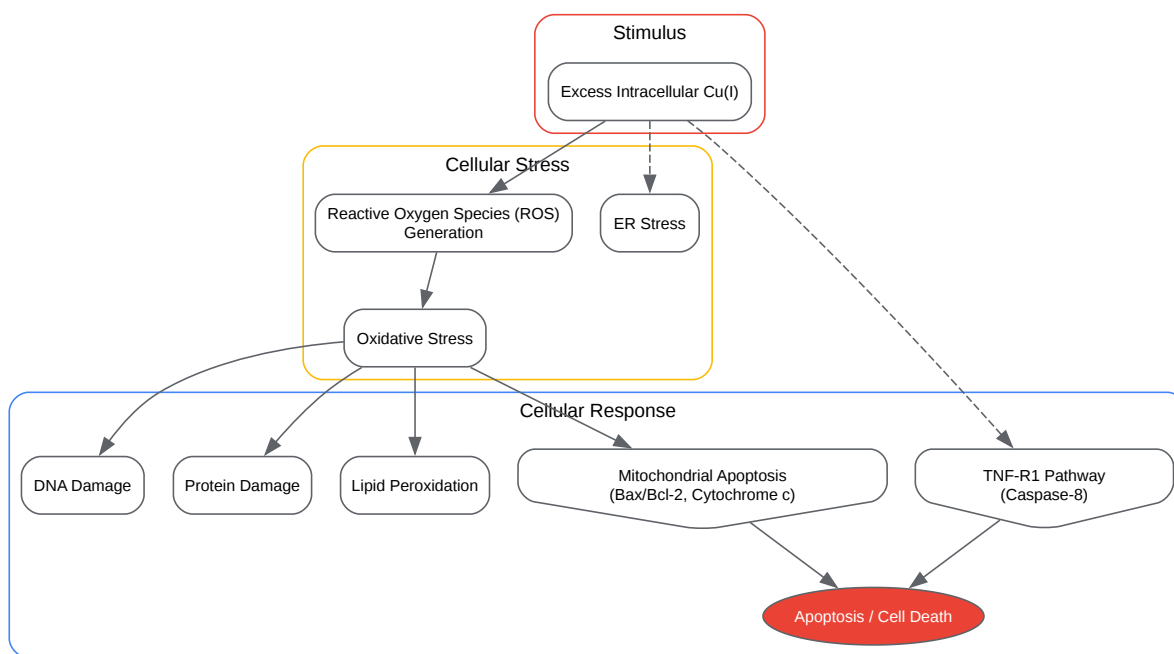 Stimulus
Excess Intracellular Cu(I)
Cellular Stress
Reactive Oxygen Species (ROS)
Generation
ER Stress
Oxidative Stress
Cellular Response
DNA Damage
Protein Damage
Lipid Peroxidation
Mitochondrial Apoptosis
(Bax/Bcl-2, Cytochrome c)
TNF-R1 Pathway
(Caspase-8)
Apoptosis / Cell Death